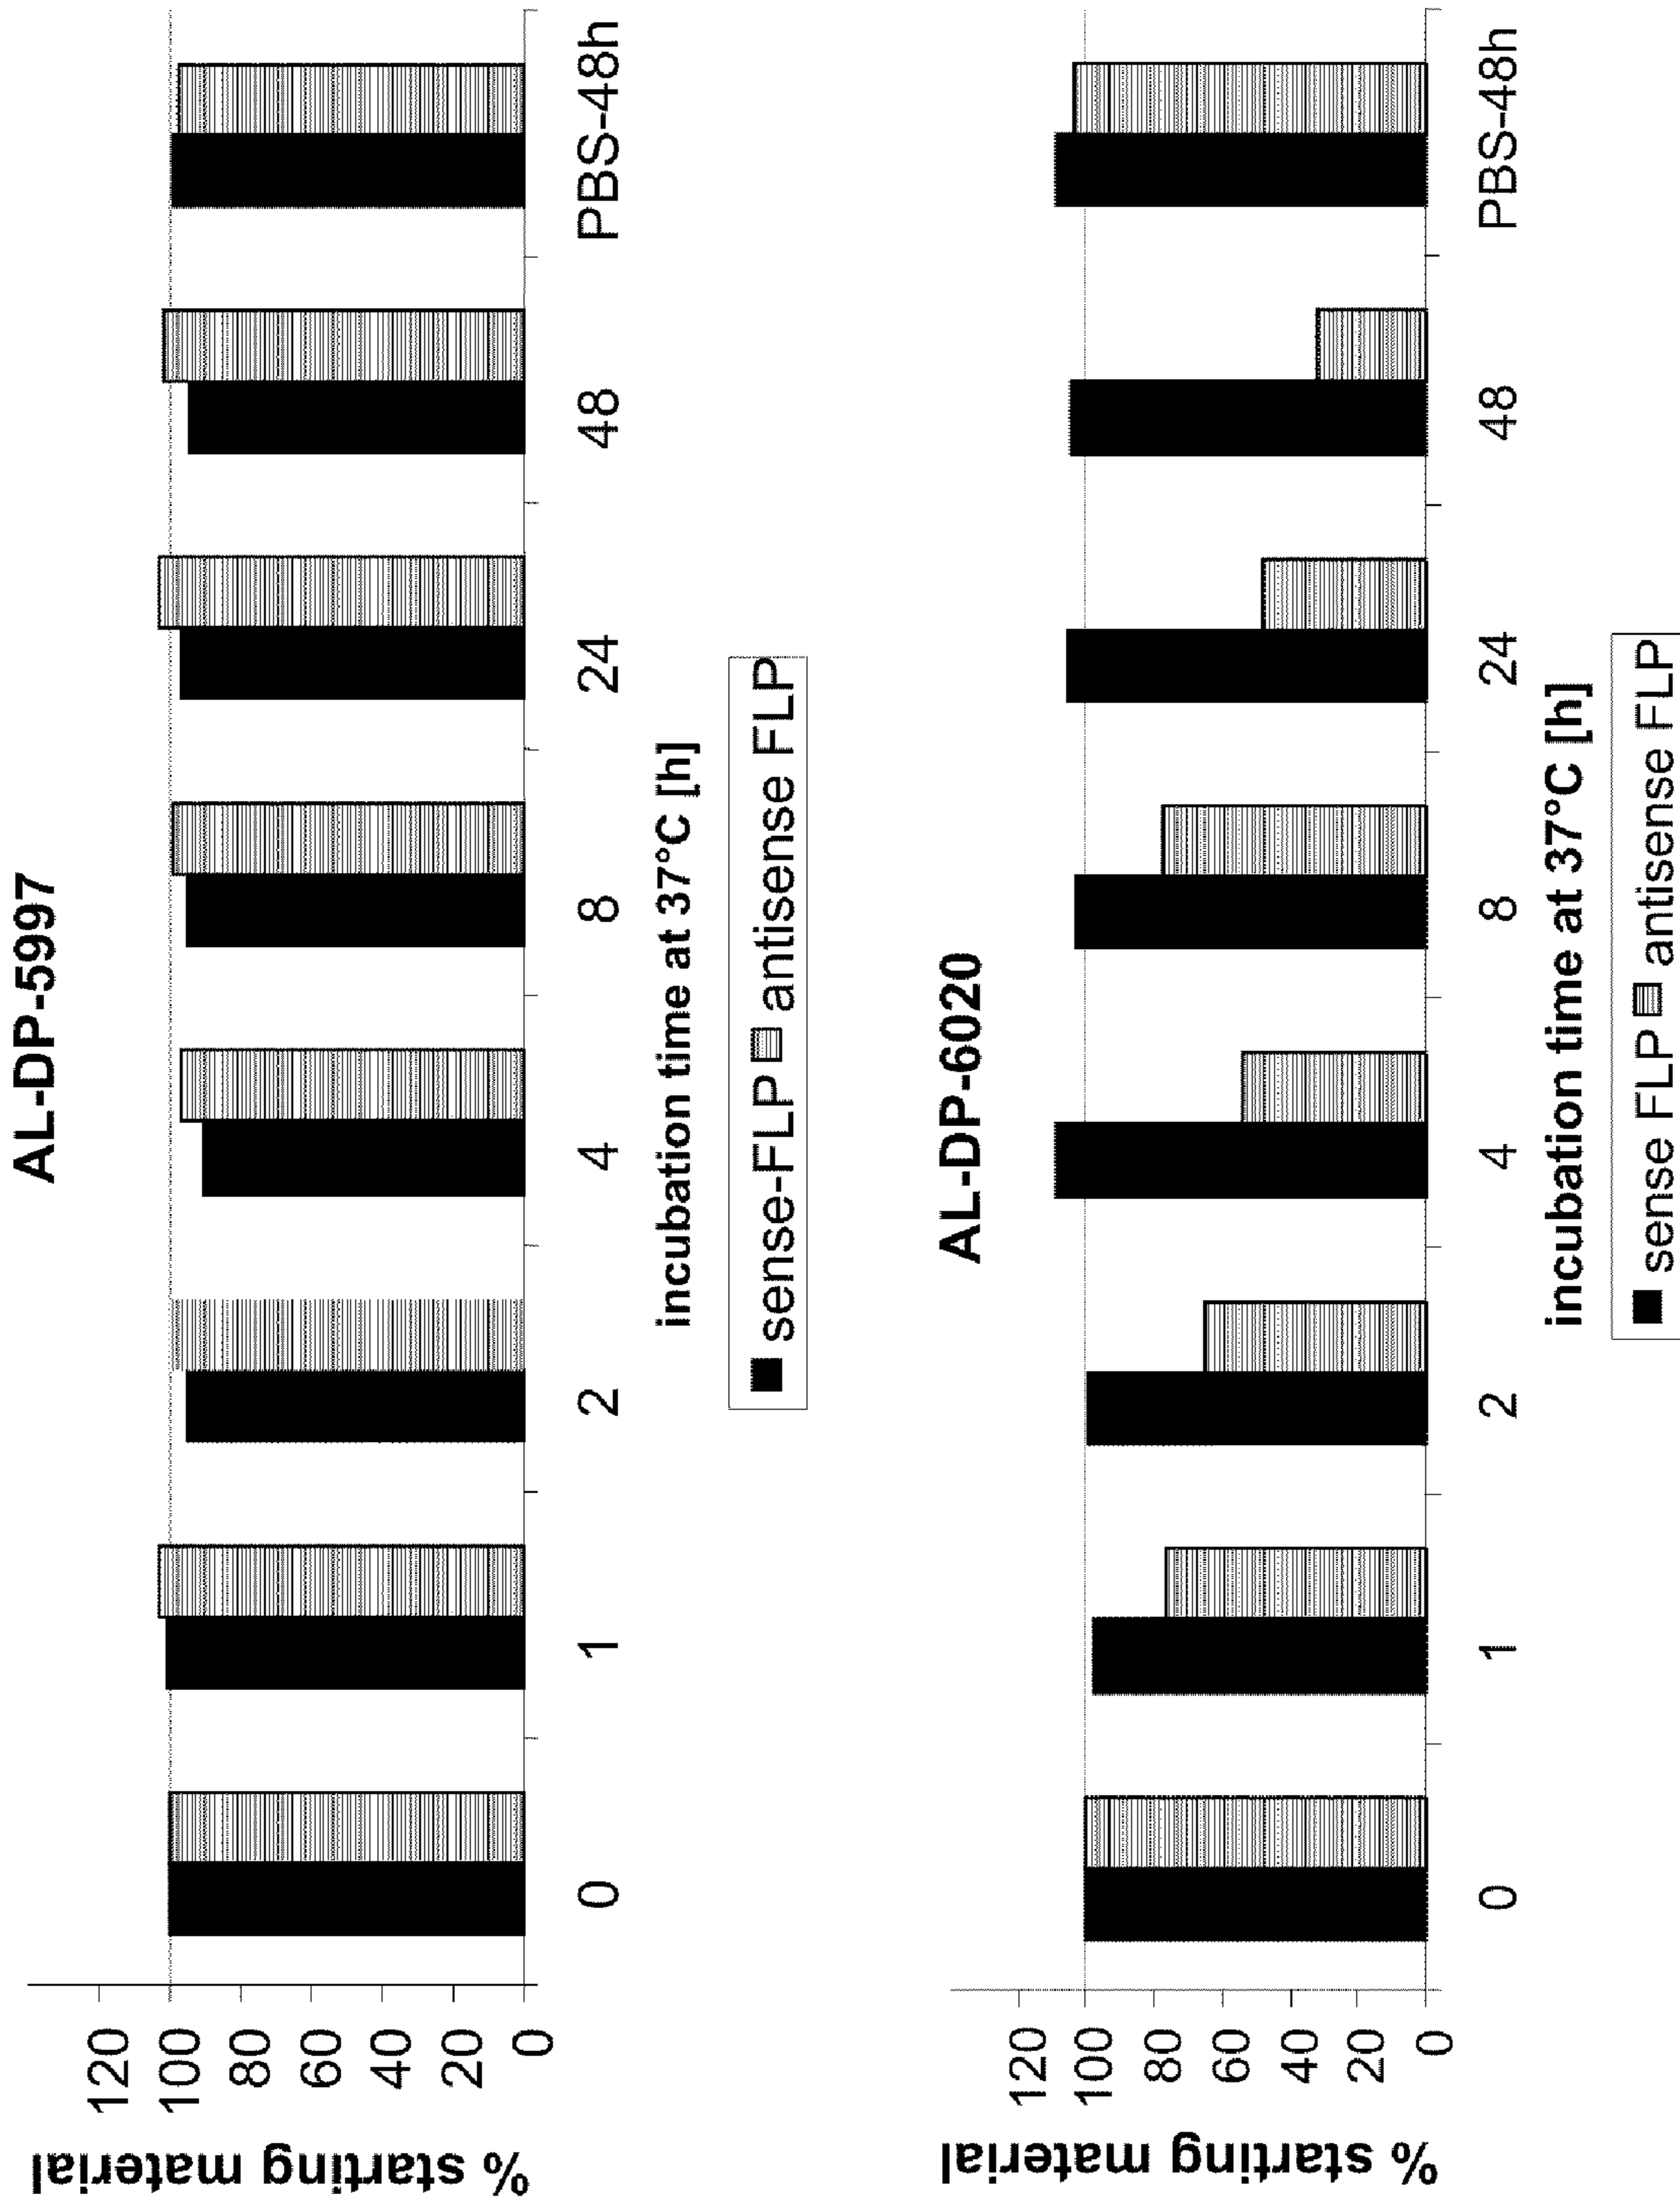 AL-DP-5997
% starting material
120
100
80
60
40
20
0
0 1 2 4 8 24 48 PBS-48h
incubation time at 37°C [h]
sense-FLP antisense FLP
AL-DP-6020
% starting material
120
100
80
60
40
20
0
0 1 2 4 8 24 48 PBS-48h
incubation time at 37°C [h]
sense FLP antisense FLP